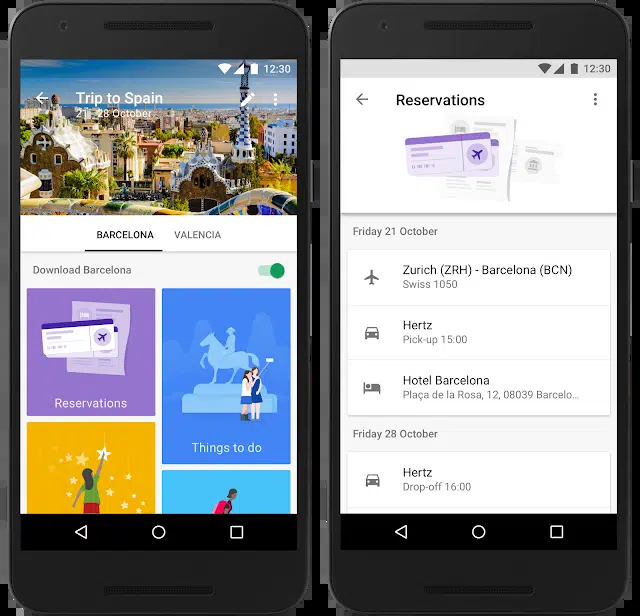 12:30
Trip to Spain
21 - 28 October
BARCELONA VALENCIA
Download Barcelona
Reservations
Things to do
12:30
Reservations
Friday 21 October
Zurich (ZRH) - Barcelona (BCN)
Swiss 1050
Hertz
Pick-up 15:00
Hotel Barcelona
Plaça de la Rosa, 12, 08039 Barcelo...
Friday 28 October
Hertz
Drop-off 16:00